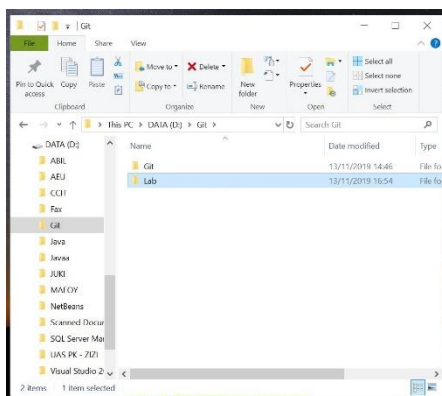 Git
File Home Share View
Pin to Quick access
Copy
Paste
Move to
Copy to
Delete
Rename
New folder
Properties
Select all
Select none
Invert selection
Clipboard Organize New Open Select
This PC > DATA (D:) > Git >
Search Git
DATA (D:)
ABIL
AEU
CCIT
Fax
Git
Java
Javaa
JUKI
MAFOY
NetBeans
Scanned Docur
SQL Server Mar
UAS PK - ZIZI
Visual Studio 2
Name Date modified Type
Git 13/11/2019 14:46 File fo
Lab 13/11/2019 16:54 File fo
2 items 1 item selected